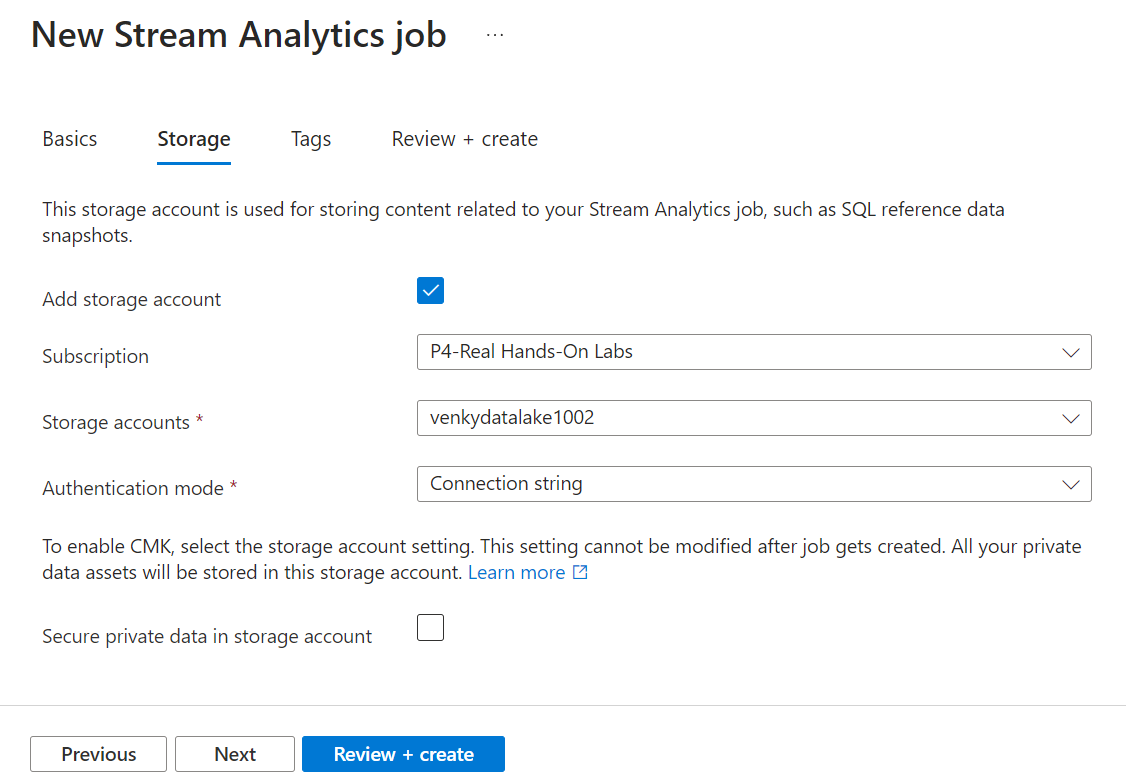 New Stream Analytics job ...
Basics Storage Tags Review + create
This storage account is used for storing content related to your Stream Analytics job, such as SQL reference data
snapshots.
Add storage account
Subscription P4-Real Hands-On Labs
Storage accounts * venkydatalake1002
Authentication mode * Connection string
To enable CMK, select the storage account setting. This setting cannot be modified after job gets created. All your private
data assets will be stored in this storage account. Learn more
Secure private data in storage account
Previous Next Review + create